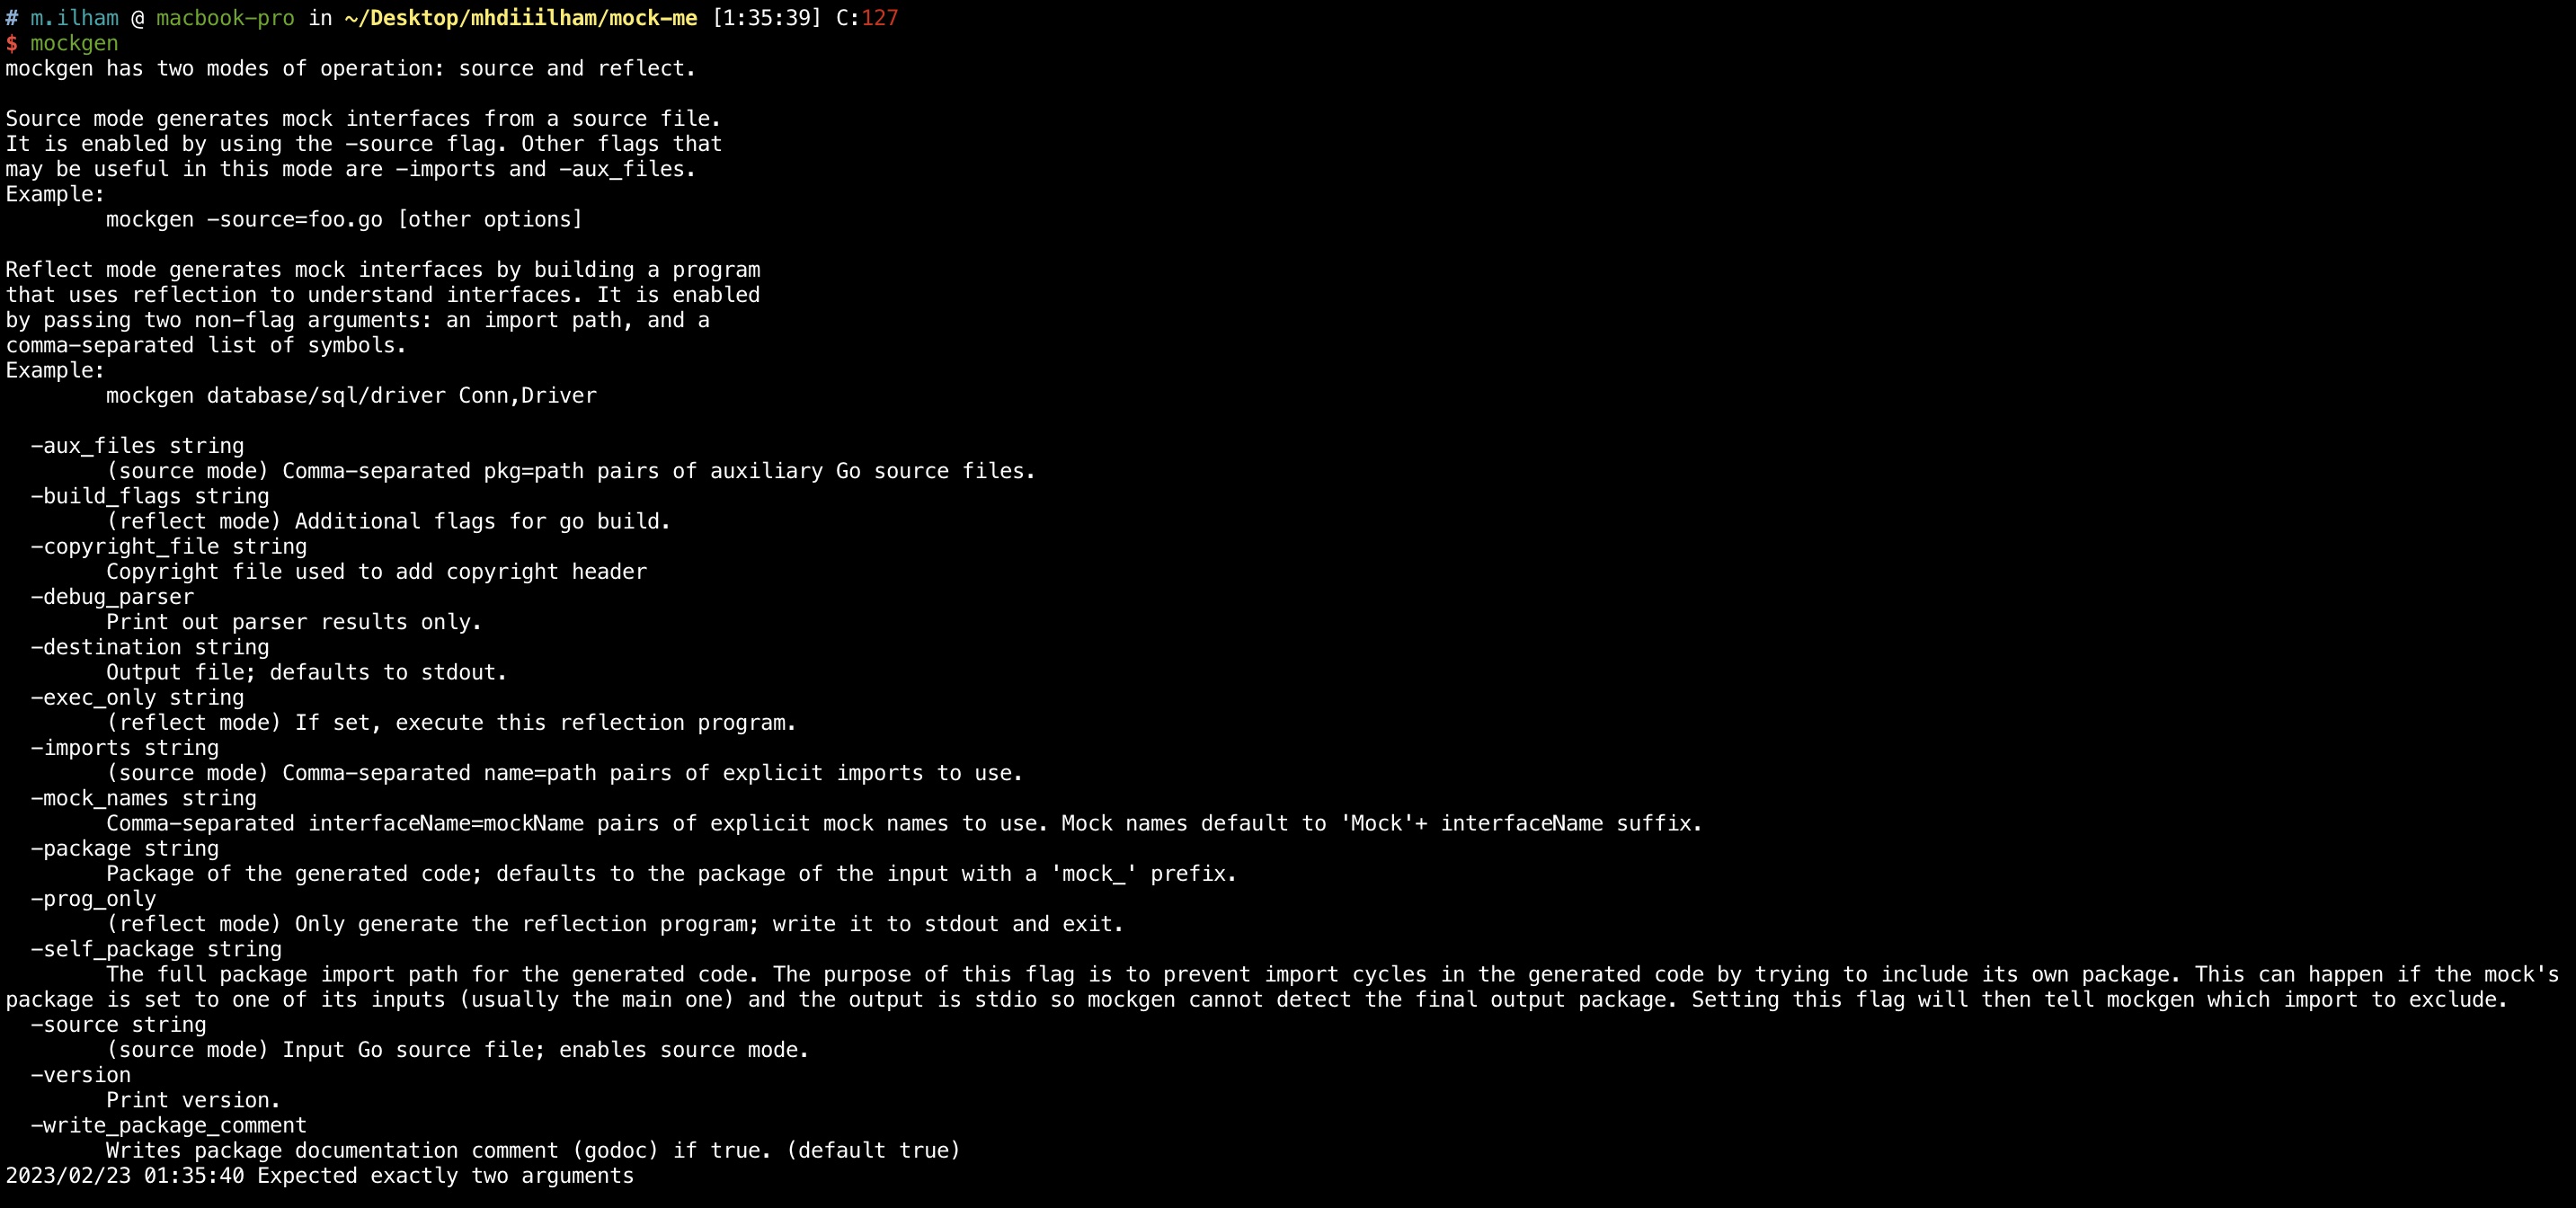 # m.ilham @ macbook-pro in ~/Desktop/mhdiiilham/mock-me [1:35:39] C:127
$ mockgen
mockgen has two modes of operation: source and reflect.

Source mode generates mock interfaces from a source file.
It is enabled by using the -source flag. Other flags that
may be useful in this mode are -imports and -aux_files.
Example:
        mockgen -source=foo.go [other options]

Reflect mode generates mock interfaces by building a program
that uses reflection to understand interfaces. It is enabled
by passing two non-flag arguments: an import path, and a
comma-separated list of symbols.
Example:
        mockgen database/sql/driver Conn,Driver

  -aux_files string
        (source mode) Comma-separated pkg=path pairs of auxiliary Go source files.
  -build_flags string
        (reflect mode) Additional flags for go build.
  -copyright_file string
        Copyright file used to add copyright header
  -debug_parser
        Print out parser results only.
  -destination string
        Output file; defaults to stdout.
  -exec_only string
        (reflect mode) If set, execute this reflection program.
  -imports string
        (source mode) Comma-separated name=path pairs of explicit imports to use.
  -mock_names string
        Comma-separated interfaceName=mockName pairs of explicit mock names to use. Mock names default to 'Mock'+ interfaceName suffix.
  -package string
        Package of the generated code; defaults to the package of the input with a 'mock_' prefix.
  -prog_only
        (reflect mode) Only generate the reflection program; write it to stdout and exit.
  -self_package string
        The full package import path for the generated code. The purpose of this flag is to prevent import cycles in the generated code by trying to include its own package. This can happen if the mock's
package is set to one of its inputs (usually the main one) and the output is stdio so mockgen cannot detect the final output package. Setting this flag will then tell mockgen which import to exclude.
  -source string
        (source mode) Input Go source file; enables source mode.
  -version
        Print version.
  -write_package_comment
        Writes package documentation comment (godoc) if true. (default true)
2023/02/23 01:35:40 Expected exactly two arguments